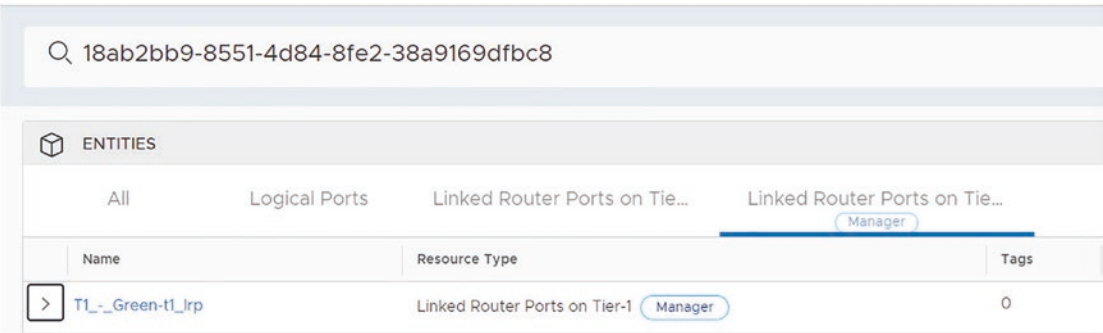 18ab2bb9-8551-4d84-8fe2-38a9169dfbc8
ENTITIES
All Logical Ports Linked Router Ports on Tie... Linked Router Ports on Tie...
Manager
Name Resource Type Tags
T1_-_Green-t1_lrp Linked Router Ports on Tier-1 Manager 0